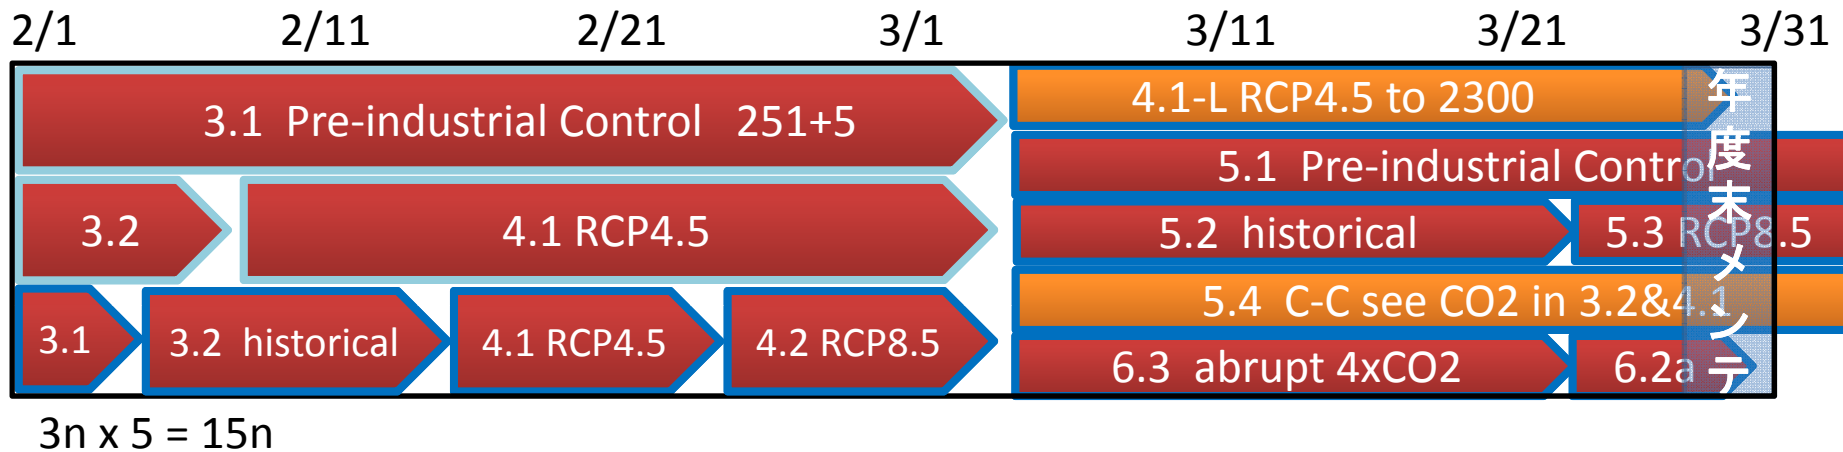 2/1 2/11 2/21 3/1 3/11 3/21 3/31
3.1 Pre-industrial Control 251+5
4.1-L RCP4.5 to 2300
5.1 Pre-industrial Control
3.2
4.1 RCP4.5
5.2 historical
5.3 RCP8.5
5.4 C-C see CO2 in 3.2&4.1
3.1
3.2 historical
4.1 RCP4.5
4.2 RCP8.5
6.3 abrupt 4xCO2
6.2a
年度末メンテ
3n x 5 = 15n